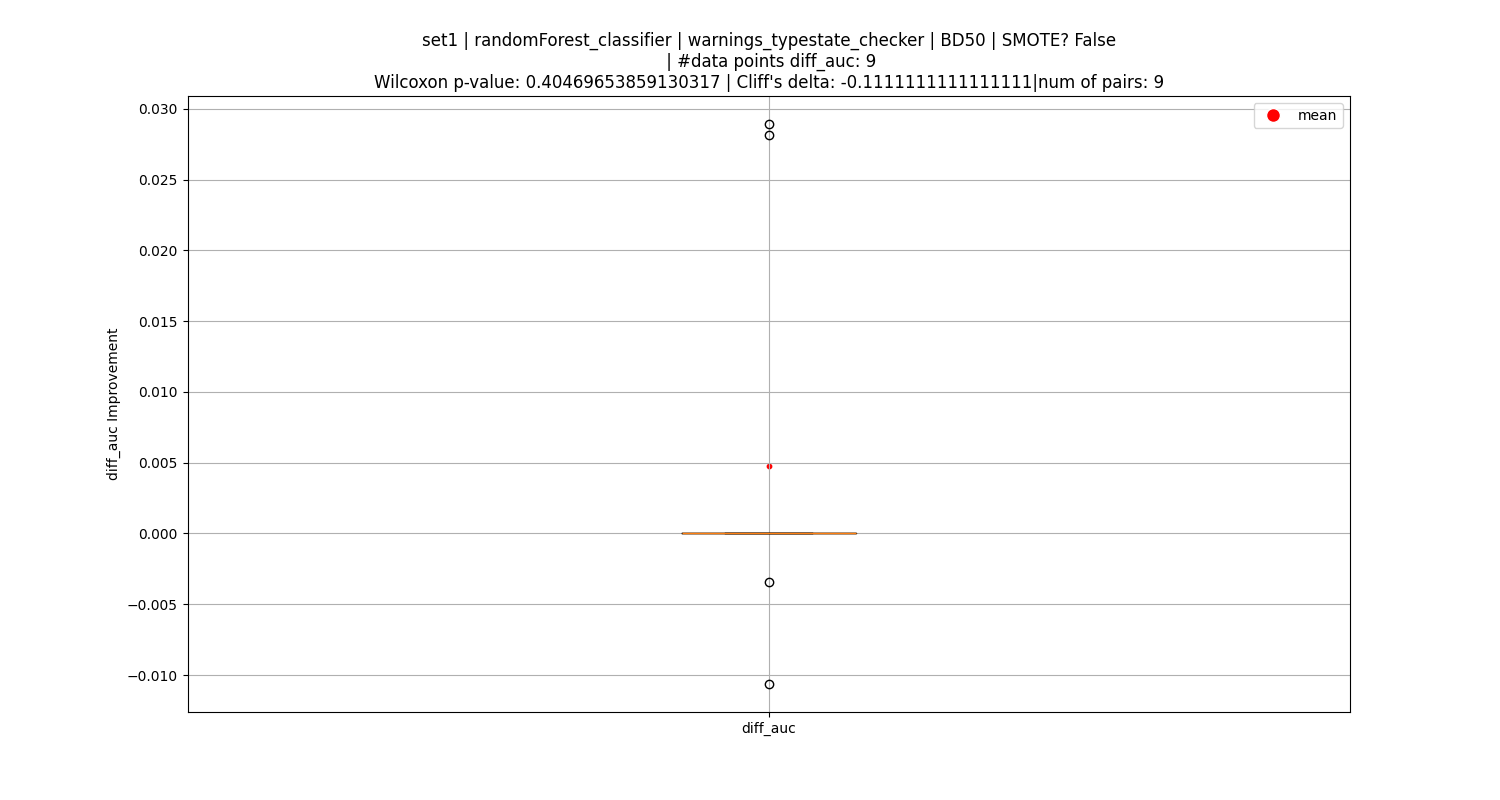 set1 | randomForest_classifier | warnings_typestate_checker | BD50 | SMOTE? False
| #data points diff_auc: 9
Wilcoxon p-value: 0.40469653859130317 | Cliff's delta: -0.1111111111111111|num of pairs: 9
mean
0.030
0.025
0.020
0.015
0.010
0.005
0.000
−0.005
−0.010
diff_auc Improvement
diff_auc